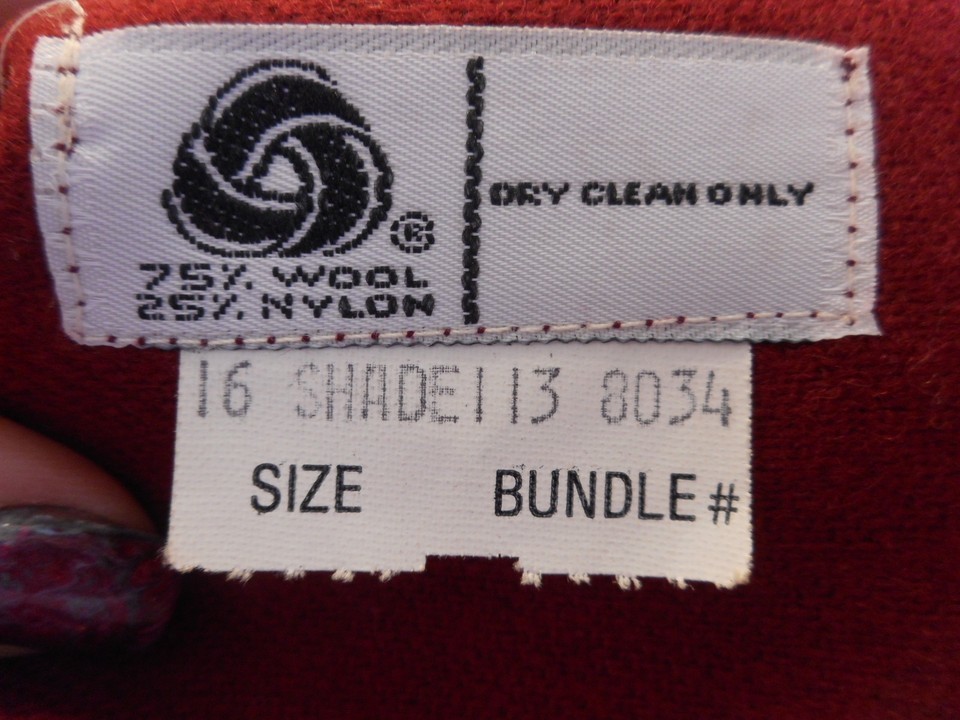 ®
75% WOOL
25% NYLON
DRY CLEAN ONLY
16 SHADE113 8034
SIZE BUNDLE #